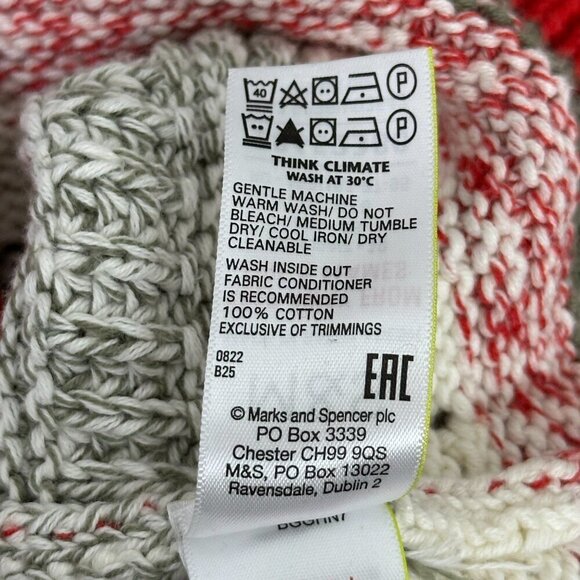 40 P
P
THINK CLIMATE
WASH AT 30°C
GENTLE MACHINE
WARM WASH/ DO NOT
BLEACH/ MEDIUM TUMBLE
DRY/ COOL IRON/ DRY
CLEANABLE
WASH INSIDE OUT
FABRIC CONDITIONER
IS RECOMMENDED
100% COTTON
EXCLUSIVE OF TRIMMINGS
0822
B25
EAC
© Marks and Spencer plc
PO Box 3339
Chester CH99 9QS
M&S, PO Box 13022
Ravensdale, Dublin 2